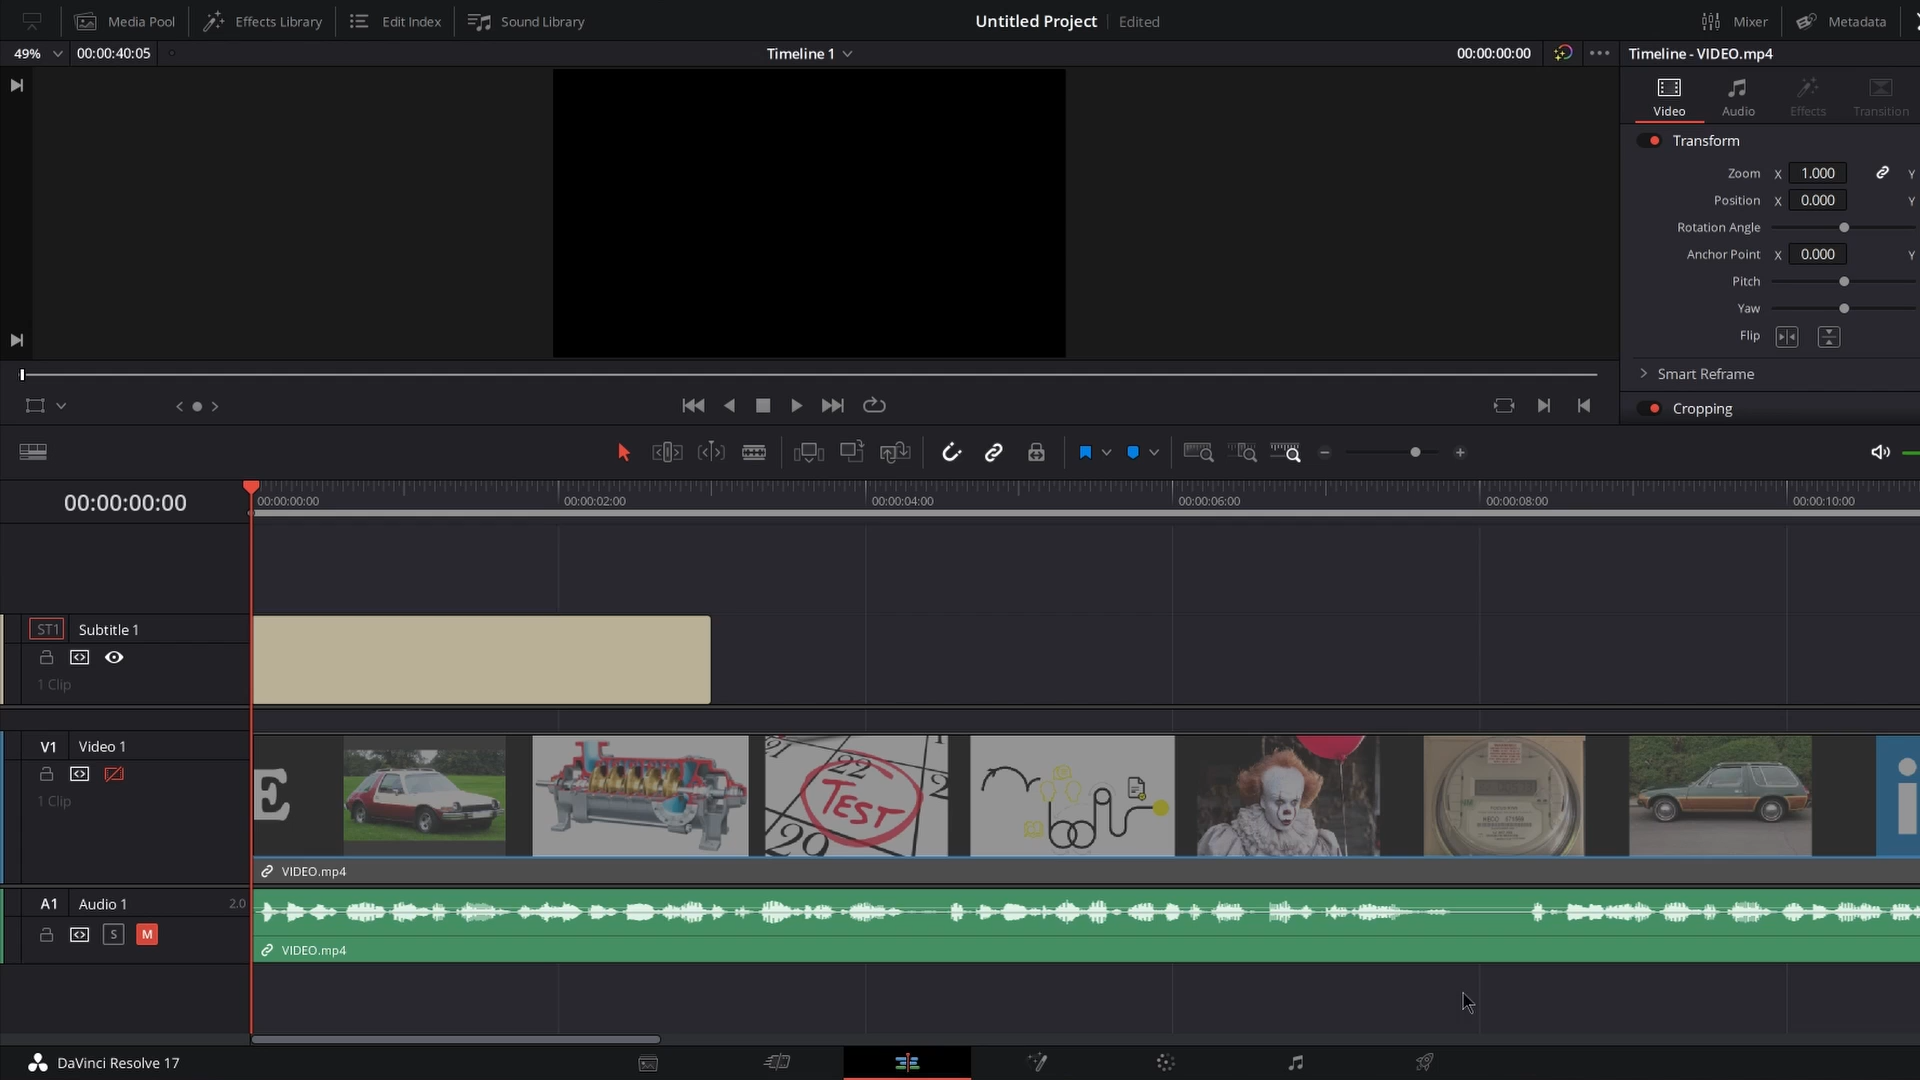 Media Pool
Effects Library
Edit Index
Sound Library
Untitled Project
Edited
Mixer
Metadata
49%
00:00:40:05
Timeline 1
00:00:00:00
Timeline - VIDEO.mp4
Video
Audio
Effects
Transition
Transform
Zoom X 1.000 Y
Position X 0.000 Y
Rotation Angle
Anchor Point X 0.000 Y
Pitch
Yaw
Flip
Smart Reframe
Cropping
00:00:00:00
00:00:00:00
00:00:02:00
00:00:04:00
00:00:06:00
00:00:08:00
00:00:10:00
ST1 Subtitle 1
1 Clip
V1 Video 1
1 Clip
E
21
22
TEST
29
2
i
VIDEO.mp4
A1 Audio 1 2.0
S M
VIDEO.mp4
DaVinci Resolve 17